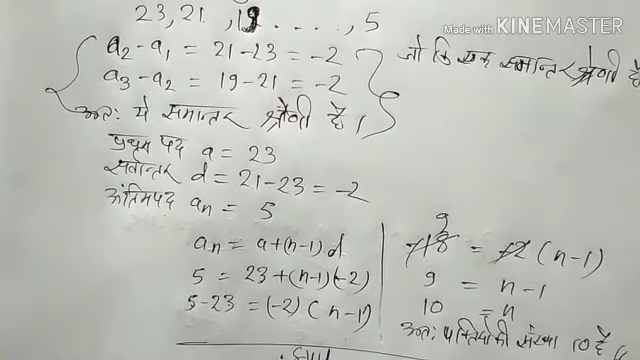 23, 21, 19 ...., 5
Made with KINEMASTER
a₂-a₁ = 21-23 = -2
जो कि एक समान्तर श्रेणी है
a₃-a₂ = 19-21 = -2
अतः ये समान्तर श्रेणी है।
प्रथम पद a = 23
सर्वान्तर d = 21-23 = -2
अंतिम पद aₙ = 5
aₙ = a+(n-1)d
5 = 23+(n-1)(-2)
5-23 = (-2)(n-1)
9
-18 = -2(n-1)
9 = n-1
10 = n
अतः पंक्तियों की संख्या 10 है।